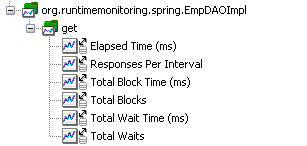 org.runtimemonitoring.spring.EmpDAOImpl
get
Elapsed Time (ms)
Responses Per Interval
Total Block Time (ms)
Total Blocks
Total Wait Time (ms)
Total Waits